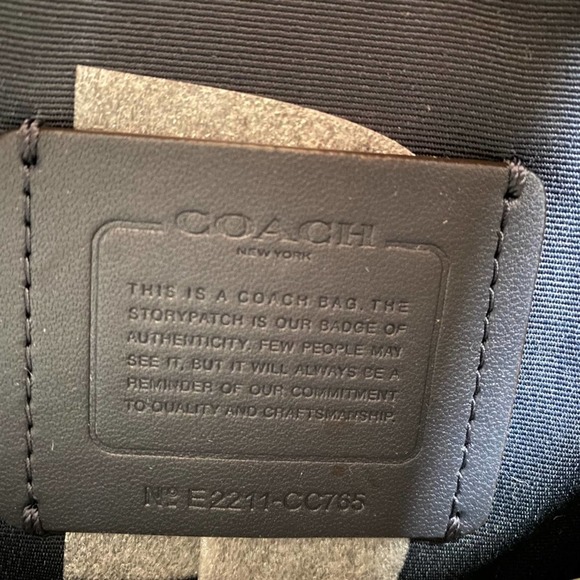 COACH
NEW YORK
THIS IS A COACH BAG. THE
STORYPATCH IS OUR BADGE OF
AUTHENTICITY. FEW PEOPLE MAY
SEE IT, BUT IT WILL ALWAYS BE A
REMINDER OF OUR COMMITMENT
TO QUALITY AND CRAFTSMANSHIP.
Nº E2211-CC765